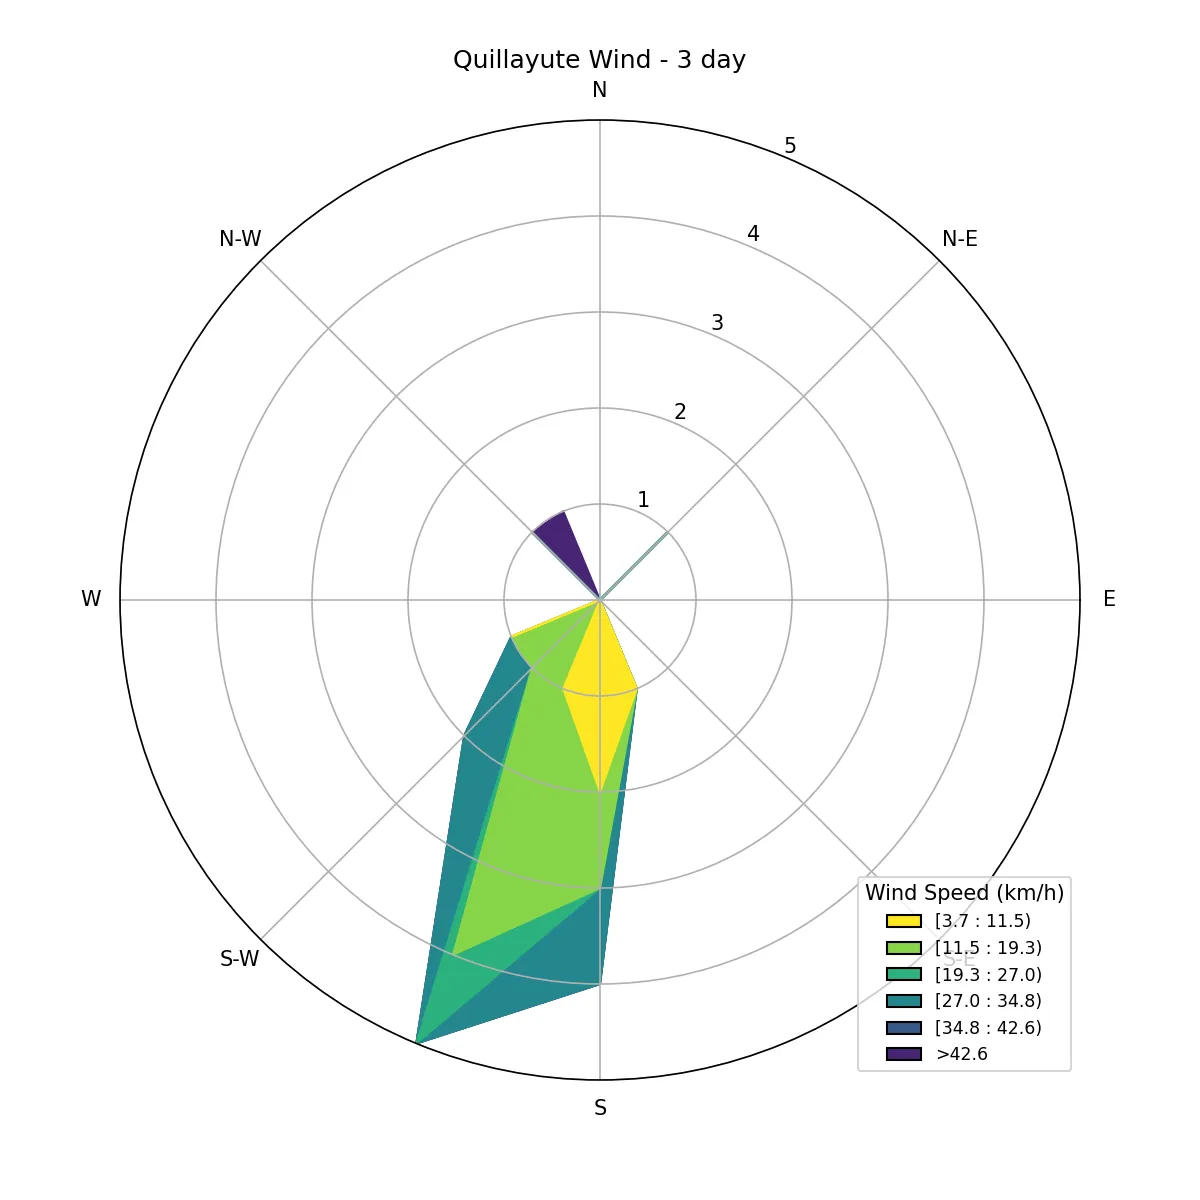 Quillayute Wind - 3 day
N
5
N-W
N-E
4
3
2
1
W
E
Wind Speed (km/h)
[3.7 : 11.5)
[11.5 : 19.3)
S-W
S-E
[19.3 : 27.0)
[27.0 : 34.8)
[34.8 : 42.6)
>42.6
S